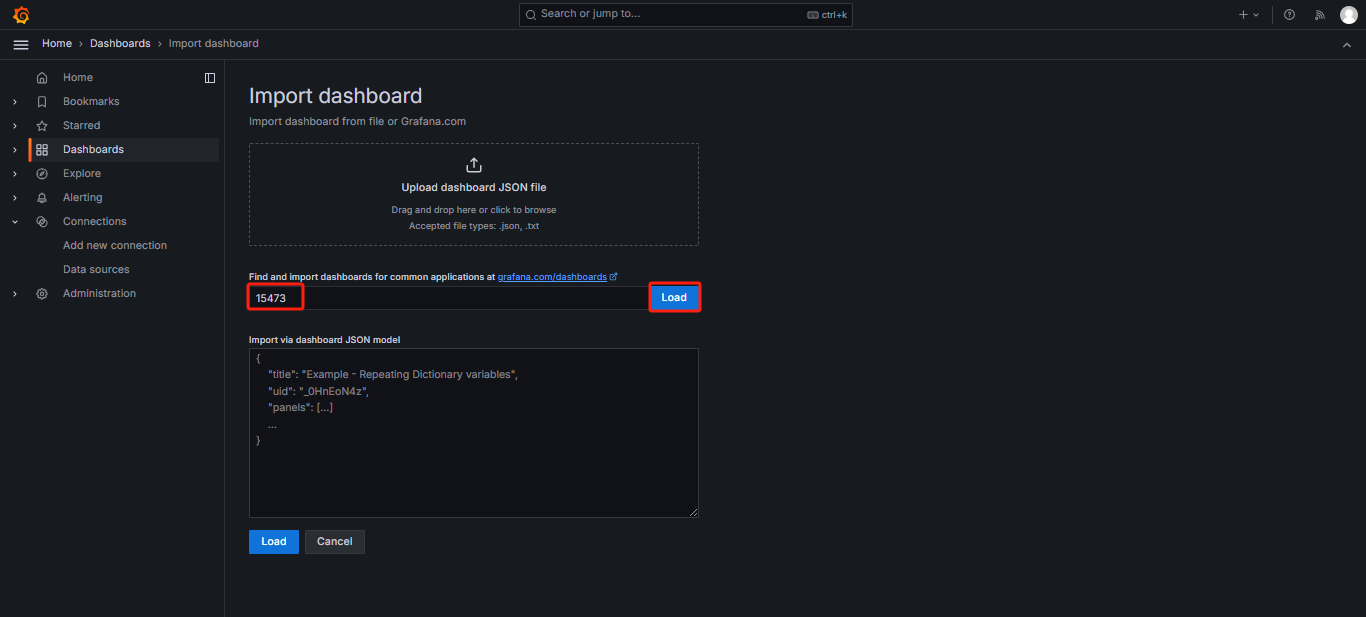 Search or jump to...
ctrl+k
Home › Dashboards › Import dashboard
Home
Bookmarks
Starred
Dashboards
Explore
Alerting
Connections
Add new connection
Data sources
Administration
Import dashboard
Import dashboard from file or Grafana.com
Upload dashboard JSON file
Drag and drop here or click to browse
Accepted file types: .json, .txt
Find and import dashboards for common applications at grafana.com/dashboards
15473
Load
Import via dashboard JSON model
{
"title": "Example - Repeating Dictionary variables",
"uid": "_0HnEoN4z",
"panels": [...]
...
}
Load
Cancel